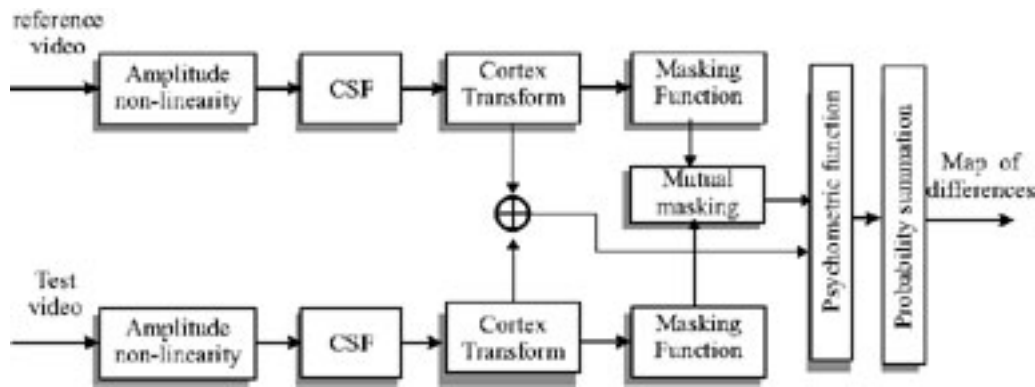 reference
video
Amplitude
non-linearity
CSF
Cortex
Transform
Masking
Function
Mutual
masking
Psychometric function
Probability summation
Map of
differences
Test
video
Amplitude
non-linearity
CSF
Cortex
Transform
Masking
Function